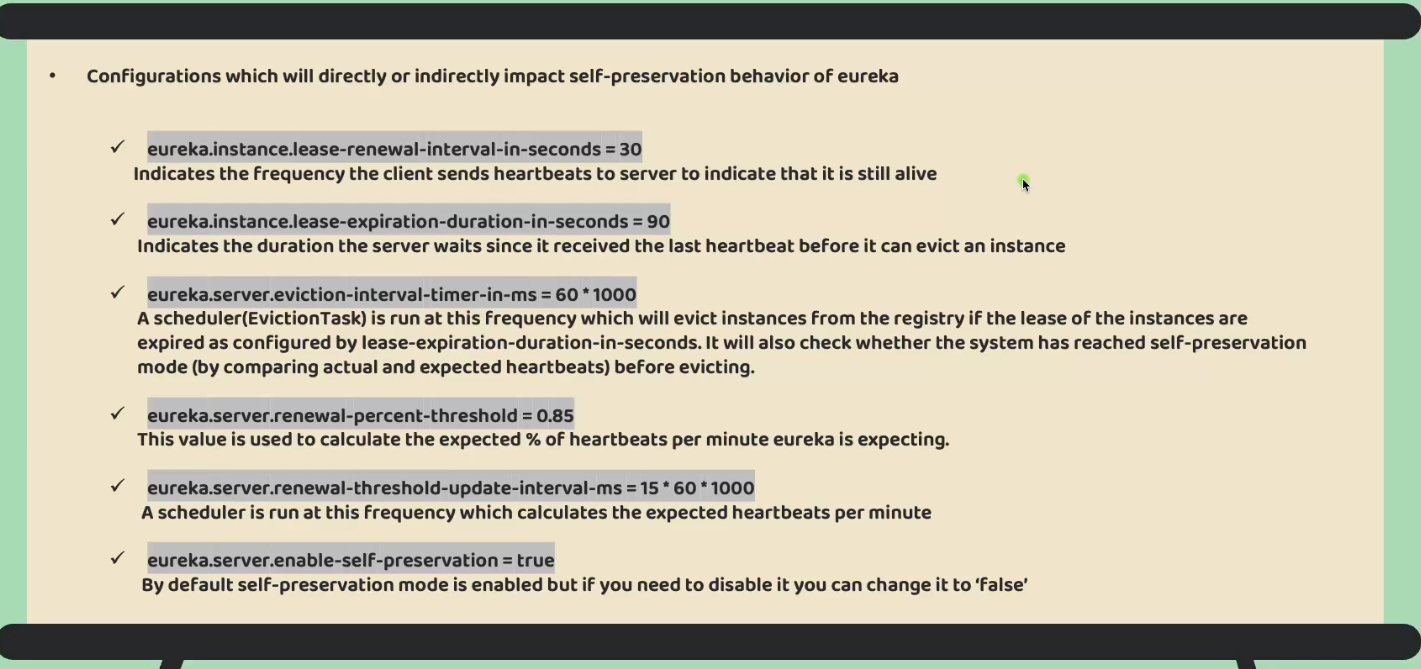 • Configurations which will directly or indirectly impact self-preservation behavior of eureka
✓ eureka.instance.lease-renewal-interval-in-seconds = 30
Indicates the frequency the client sends heartbeats to server to indicate that it is still alive
✓ eureka.instance.lease-expiration-duration-in-seconds = 90
Indicates the duration the server waits since it received the last heartbeat before it can evict an instance
✓ eureka.server.eviction-interval-timer-in-ms = 60 * 1000
A scheduler(EvictionTask) is run at this frequency which will evict instances from the registry if the lease of the instances are
expired as configured by lease-expiration-duration-in-seconds. It will also check whether the system has reached self-preservation
mode (by comparing actual and expected heartbeats) before evicting.
✓ eureka.server.renewal-percent-threshold = 0.85
This value is used to calculate the expected % of heartbeats per minute eureka is expecting.
✓ eureka.server.renewal-threshold-update-interval-ms = 15 * 60 * 1000
A scheduler is run at this frequency which calculates the expected heartbeats per minute
✓ eureka.server.enable-self-preservation = true
By default self-preservation mode is enabled but if you need to disable it you can change it to ‘false’